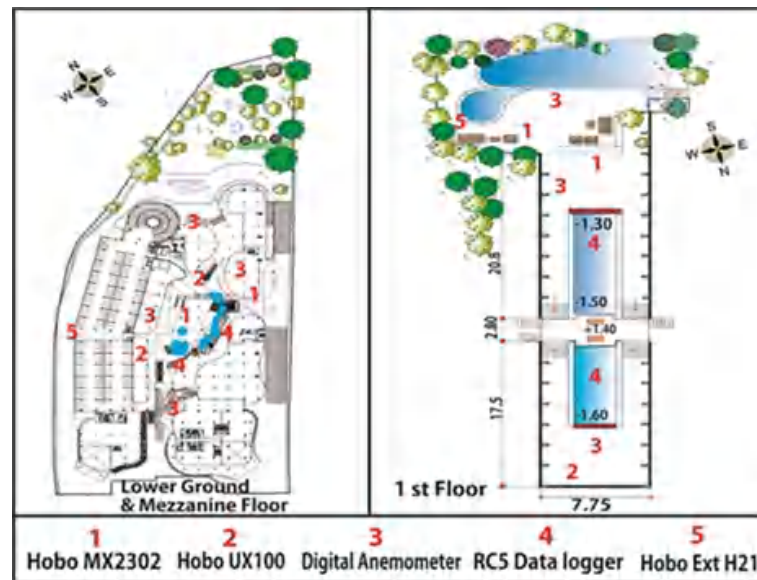 N
E
W
S
3
2
3
1
3
1
5
2
4
4
3
Lower Ground
& Mezzanine Floor
3
5
1
1
S
E
W
N
3
-1.30
4
20.8
-1.50
2.80
+1.40
4
17.5
-1.60
3
2
1 st Floor
7.75
1 2 3 4 5
Hobo MX2302 Hobo UX100 Digital Anemometer RC5 Data logger Hobo Ext H21